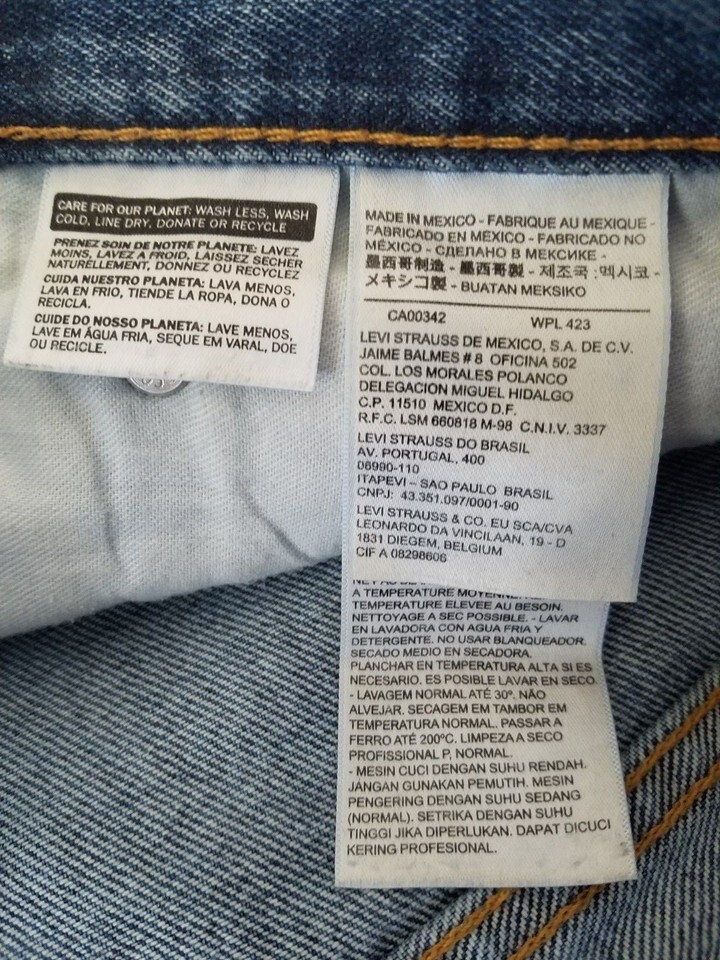 CARE FOR OUR PLANET: WASH LESS, WASH
COLD, LINE DRY, DONATE OR RECYCLE
PRENEZ SOIN DE NOTRE PLANETE: LAVEZ
MOINS, LAVEZ A FROID, LAISSEZ SECHER
NATURELLEMENT, DONNEZ OU RECYCLEZ
CUIDA NUESTRO PLANETA: LAVA MENOS,
LAVA EN FRIO, TIENDE LA ROPA, DONA O
RECICLA.
CUIDE DO NOSSO PLANETA: LAVE MENOS,
LAVE EM ÁGUA FRIA, SEQUE EM VARAL, DOE
OU RECICLE.
MADE IN MEXICO - FABRIQUE AU MEXIQUE -
FABRICADO EN MÉXICO - FABRICADO NO
MÉXICO - СДЕЛАНО В МЕКСИКЕ -
墨西哥制造 - 墨西哥製 - 제조국 :멕시코 -
メキシコ製 - BUATAN MEKSIKO
CA00342 WPL 423
LEVI STRAUSS DE MEXICO, S.A. DE C.V.
JAIME BALMES # 8 OFICINA 502
COL. LOS MORALES POLANCO
DELEGACION MIGUEL HIDALGO
C.P. 11510 MEXICO D.F.
R.F.C. LSM 660818 M-98 C.N.I.V. 3337
LEVI STRAUSS DO BRASIL
AV. PORTUGAL, 400
06990-110
ITAPEVI – SAO PAULO BRASIL
CNPJ: 43.351.097/0001-90
LEVI STRAUSS & CO. EU SCA/CVA
LEONARDO DA VINCILAAN, 19 - D
1831 DIEGEM, BELGIUM
CIF A 08298606
A TEMPERATURE MOYENNE
TEMPERATURE ELEVEE AU BESOIN.
NETTOYAGE A SEC POSSIBLE. - LAVAR
EN LAVADORA CON AGUA FRIA Y
DETERGENTE. NO USAR BLANQUEADOR.
SECADO MEDIO EN SECADORA.
PLANCHAR EN TEMPERATURA ALTA SI ES
NECESARIO. ES POSIBLE LAVAR EN SECO.
- LAVAGEM NORMAL ATÉ 30º. NÃO
ALVEJAR. SECAGEM EM TAMBOR EM
TEMPERATURA NORMAL. PASSAR A
FERRO ATÉ 200ºC. LIMPEZA A SECO
PROFISSIONAL P, NORMAL.
- MESIN CUCI DENGAN SUHU RENDAH.
JANGAN GUNAKAN PEMUTIH. MESIN
PENGERING DENGAN SUHU SEDANG
(NORMAL). SETRIKA DENGAN SUHU
TINGGI JIKA DIPERLUKAN. DAPAT DICUCI
KERING PROFESIONAL.